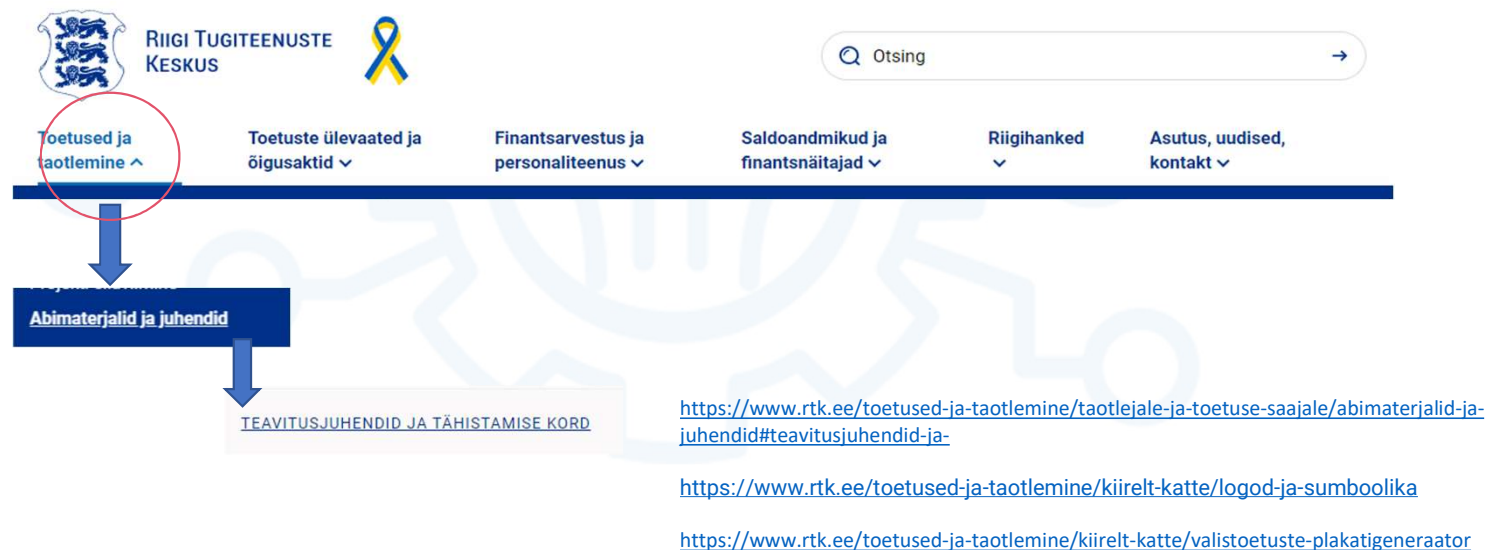 RIIGI TUGITEENUSTE
KESKUS
Otsing
Toetused ja
taotlemine
Toetuste ülevaated ja
õigusaktid
Finantsarvestus ja
personaliteenus
Saldoandmikud ja
finantsnäitajad
Riigihanked
Asutus, uudised,
kontakt
Abimaterjalid ja juhendid
TEAVITUSJUHENDID JA TÄHISTAMISE KORD
https://www.rtk.ee/toetused-ja-taotlemine/taotlejale-ja-toetuse-saajale/abimaterjalid-ja-
juhendid#teavitusjuhendid-ja-
https://www.rtk.ee/toetused-ja-taotlemine/kiirelt-katte/logod-ja-sumboolika
https://www.rtk.ee/toetused-ja-taotlemine/kiirelt-katte/valistoetuste-plakatigeneraator